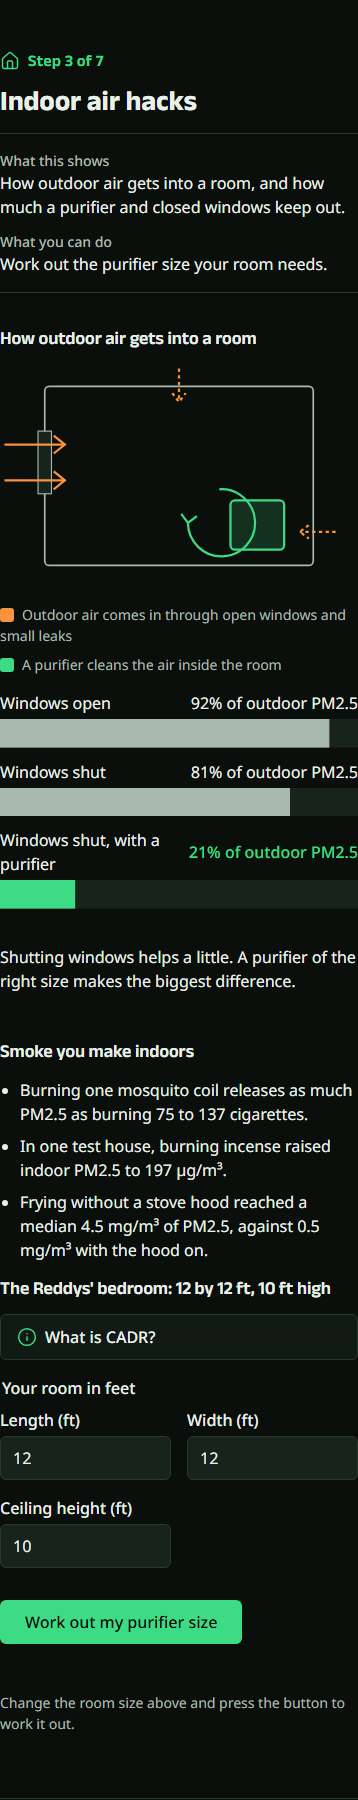 Step 3 of 7
Indoor air hacks
What this shows
How outdoor air gets into a room, and how
much a purifier and closed windows keep out.
What you can do
Work out the purifier size your room needs.
How outdoor air gets into a room
Outdoor air comes in through open windows and
small leaks
A purifier cleans the air inside the room
Windows open 92% of outdoor PM2.5
Windows shut 81% of outdoor PM2.5
Windows shut, with a
purifier
21% of outdoor PM2.5
Shutting windows helps a little. A purifier of the
right size makes the biggest difference.
Smoke you make indoors
• Burning one mosquito coil releases as much
PM2.5 as burning 75 to 137 cigarettes.
• In one test house, burning incense raised
indoor PM2.5 to 197 µg/m³.
• Frying without a stove hood reached a
median 4.5 mg/m³ of PM2.5, against 0.5
mg/m³ with the hood on.
The Reddys' bedroom: 12 by 12 ft, 10 ft high
What is CADR?
Your room in feet
Length (ft) Width (ft)
12 12
Ceiling height (ft)
10
Work out my purifier size
Change the room size above and press the button to
work it out.